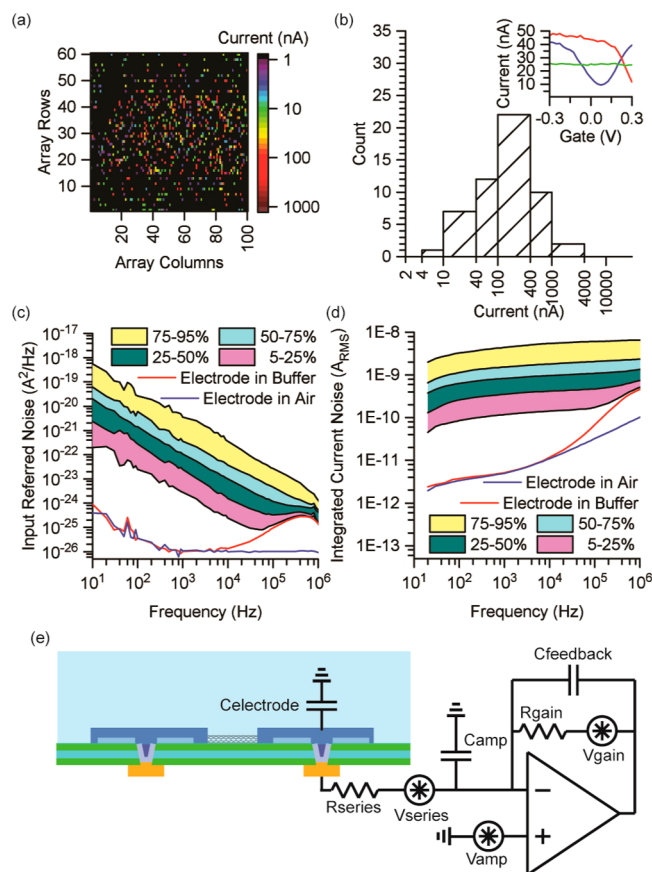 (a)
Current (nA)
60
50
40
30
20
10
Array Rows
20 40 60 80 100
Array Columns
1
10
100
1000
(b)
35
30
25
20
15
10
5
0
Count
2 4 10 40 100 400 1000 4000 10000
Current (nA)
50
40
30
20
10
Current (nA)
-0.3 0.0 0.3
Gate (V)
(c)
10-17
10-18
10-19
10-20
10-21
10-22
10-23
10-24
10-25
10-26
Input Referred Noise (A2/Hz)
75-95% 50-75%
25-50% 5-25%
Electrode in Buffer
Electrode in Air
101 102 103 104 105 106
Frequency (Hz)
(d)
1E-8
1E-9
1E-10
1E-11
1E-12
1E-13
Integrated Current Noise (ARMS)
Electrode in Air
Electrode in Buffer
75-95% 50-75%
25-50% 5-25%
101 102 103 104 105 106
Frequency (Hz)
(e)
Celectrode
Cfeedback
Rgain
Vgain
Camp
Rseries
Vseries
Vamp
−
+